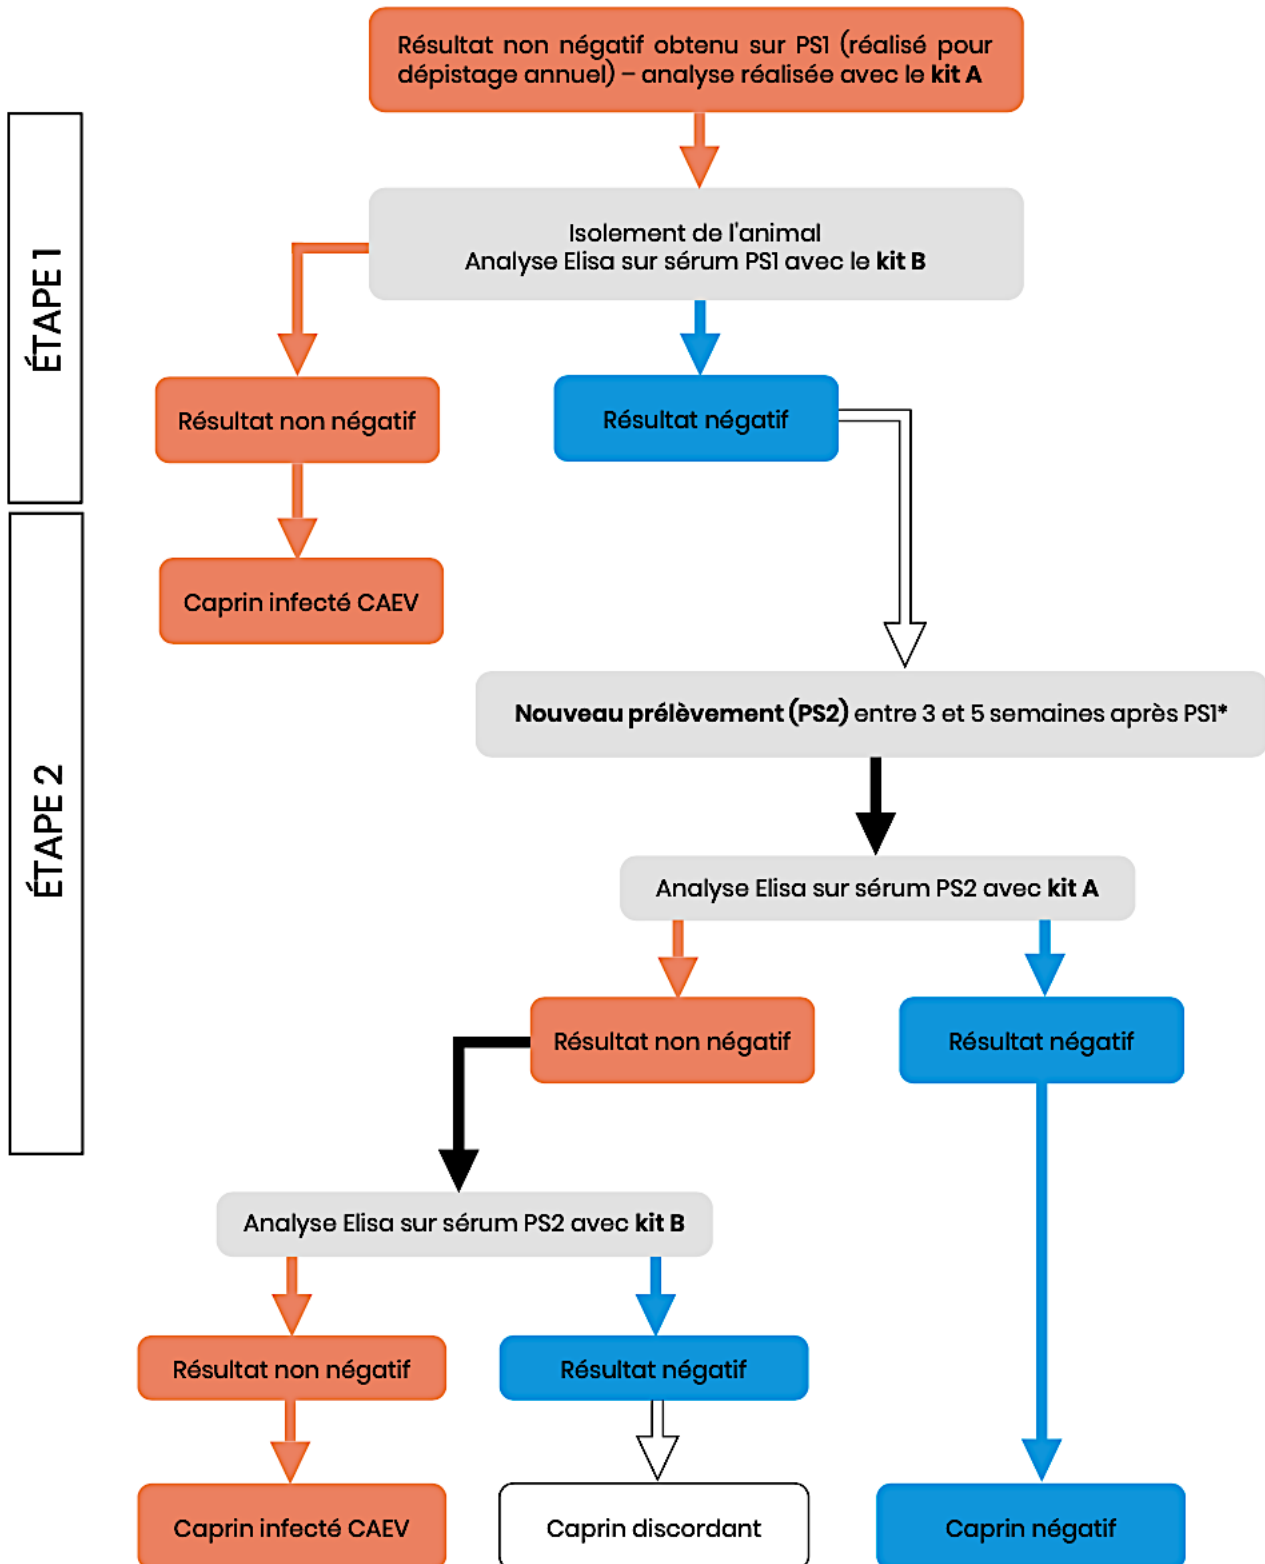 Résultat non négatif obtenu sur PS1 (réalisé pour
dépistage annuel) – analyse réalisée avec le kit A
ÉTAPE 1
Isolement de l'animal
Analyse Elisa sur sérum PS1 avec le kit B
Résultat non négatif
Résultat négatif
Caprin infecté CAEV
ÉTAPE 2
Nouveau prélèvement (PS2) entre 3 et 5 semaines après PS1*
Analyse Elisa sur sérum PS2 avec kit A
Résultat non négatif
Résultat négatif
Analyse Elisa sur sérum PS2 avec kit B
Résultat non négatif
Résultat négatif
Caprin infecté CAEV
Caprin discordant
Caprin négatif